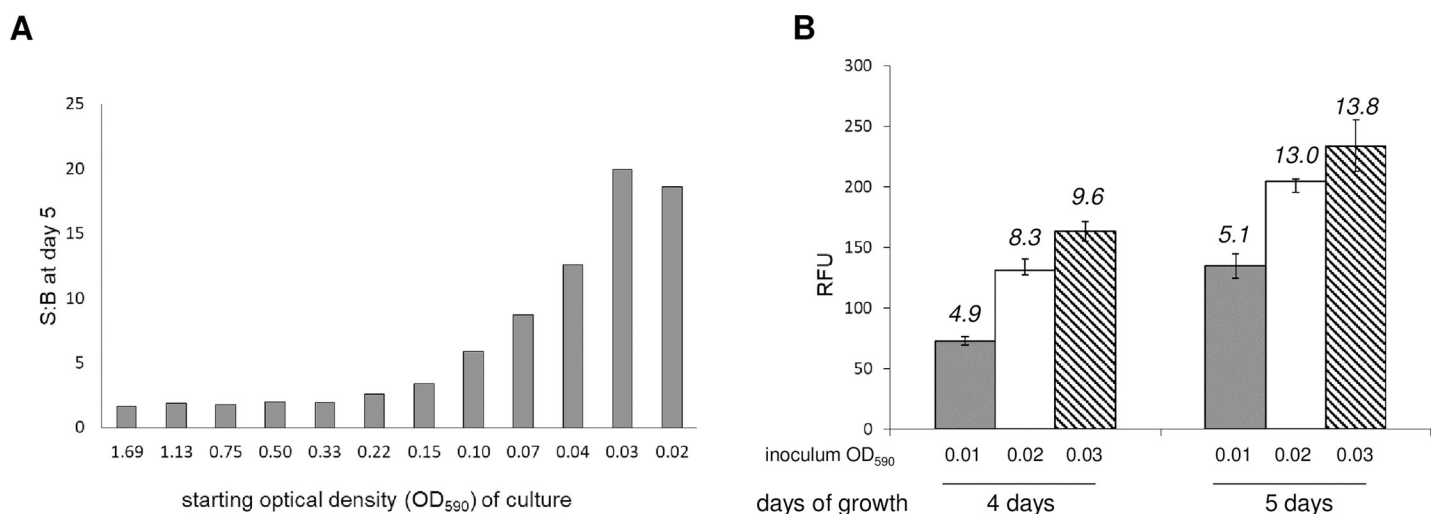 A
25
20
15
10
5
0
S:B at day 5
1.69 1.13 0.75 0.50 0.33 0.22 0.15 0.10 0.07 0.04 0.03 0.02
starting optical density (OD₅₉₀) of culture
B
300
250
200
150
100
50
0
RFU
4.9 8.3 9.6 5.1 13.0 13.8
inoculum OD₅₉₀ 0.01 0.02 0.03 0.01 0.02 0.03
days of growth 4 days 5 days